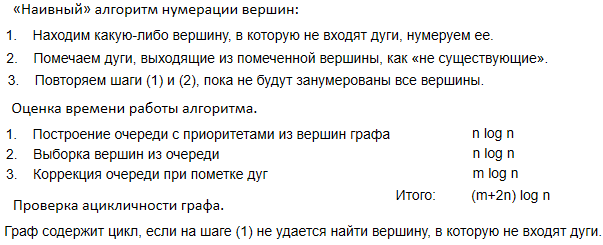 «Наивный» алгоритм нумерации вершин:
1. Находим какую-либо вершину, в которую не входят дуги, нумеруем ее.
2. Помечаем дуги, выходящие из помеченной вершины, как «не существующие».
3. Повторяем шаги (1) и (2), пока не будут занумерованы все вершины.
Оценка времени работы алгоритма.
1. Построение очереди с приоритетами из вершин графа n log n
2. Выборка вершин из очереди n log n
3. Коррекция очереди при пометке дуг m log n
Итого: (m+2n) log n
Проверка ацикличности графа.
Граф содержит цикл, если на шаге (1) не удается найти вершину, в которую не входят дуги.